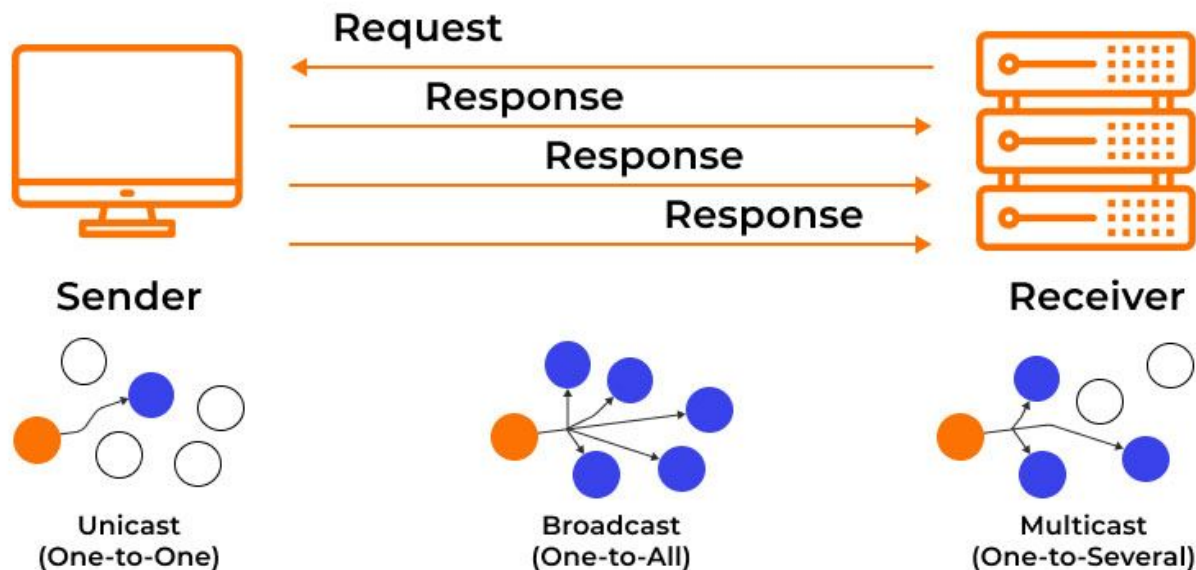 Request
Response
Response
Response
Sender
Receiver
Unicast
(One-to-One)
Broadcast
(One-to-All)
Multicast
(One-to-Several)